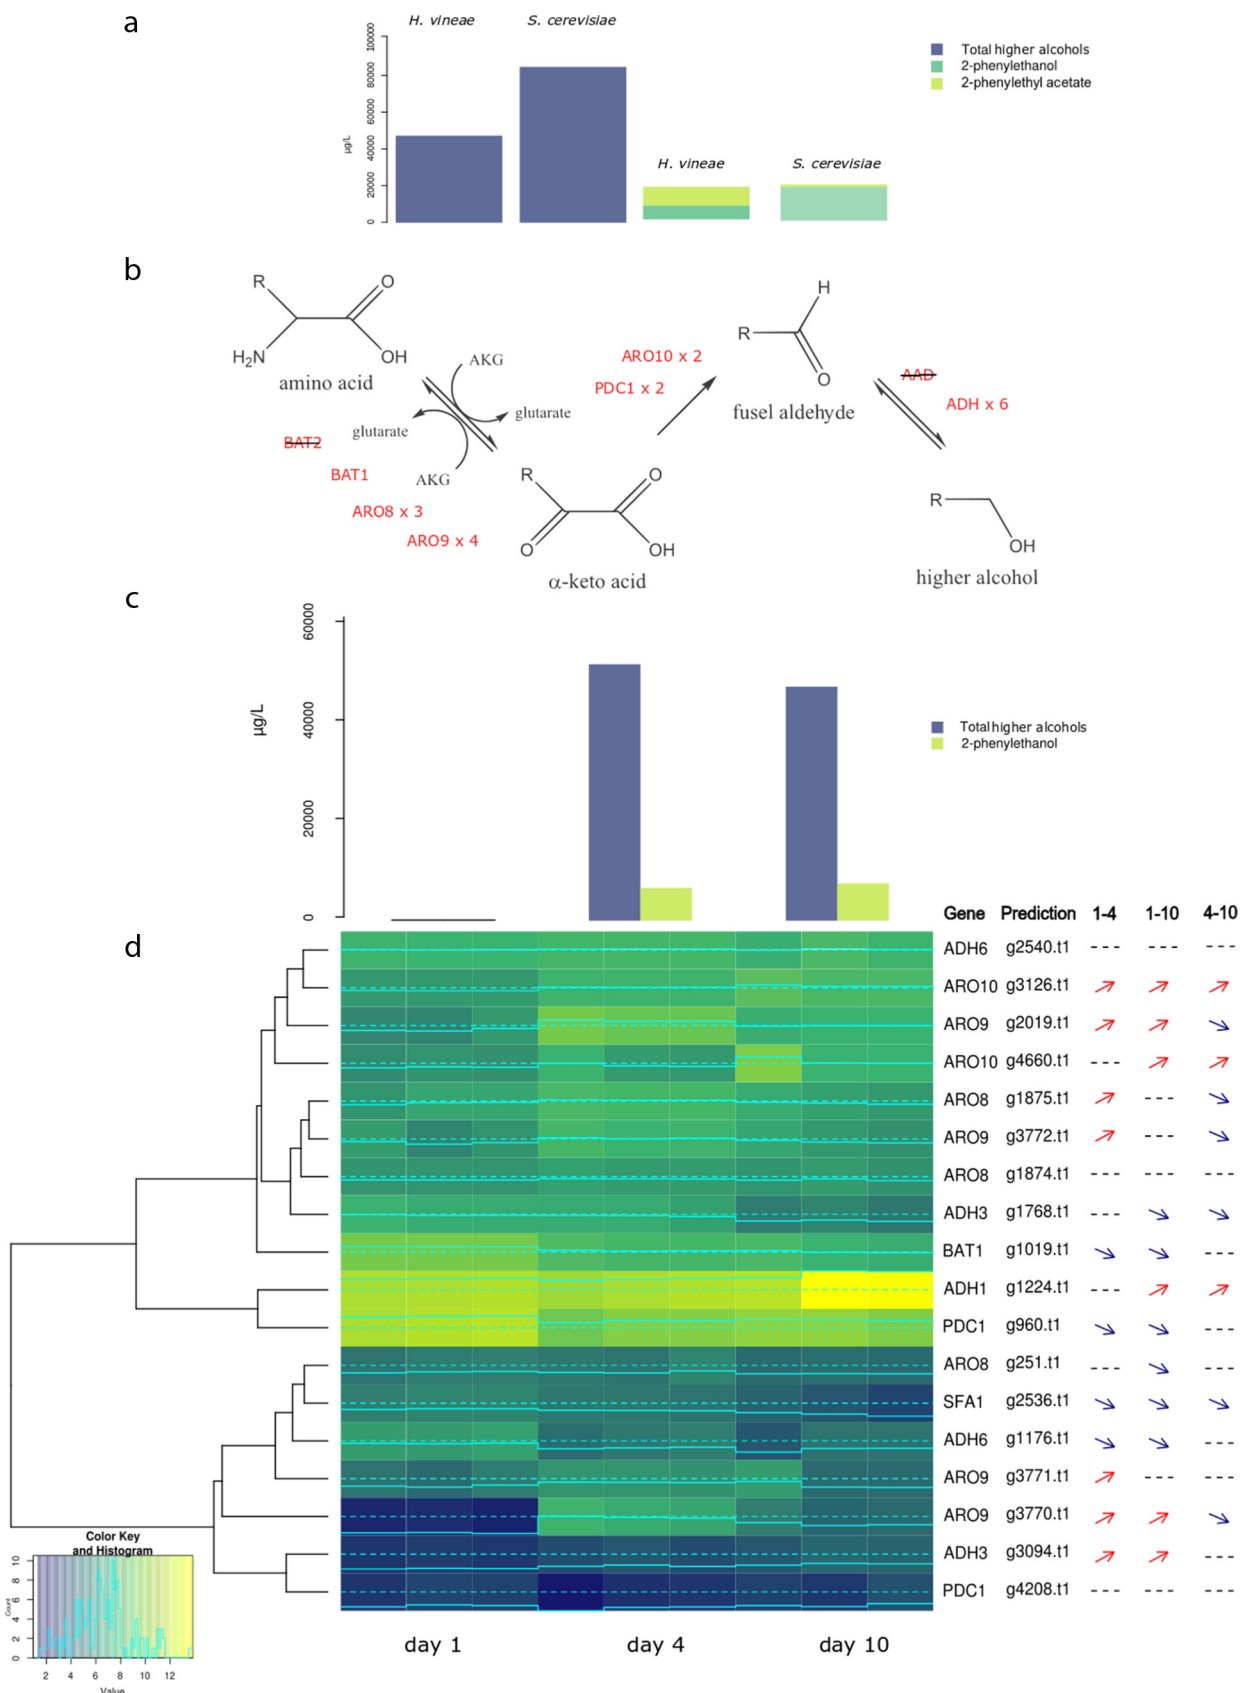 a
H. vineae
S. cerevisiae
100000
80000
60000
40000
20000
0
µg/L
H. vineae
S. cerevisiae
Total higher alcohols
2-phenylethanol
2-phenylethyl acetate
b
R
O
H₂N
OH
amino acid
AKG
glutarate
glutarate
AKG
BAT2
BAT1
ARO8 x 3
ARO9 x 4
R
O
O
OH
α-keto acid
ARO10 x 2
PDC1 x 2
H
R
O
fusel aldehyde
AAD
ADH x 6
R
OH
higher alcohol
c
60000
40000
20000
0
µg/L
Total higher alcohols
2-phenylethanol
d
Gene Prediction 1-4 1-10 4-10
ADH6 g2540.t1 --- --- ---
ARO10 g3126.t1
ARO9 g2019.t1
ARO10 g4660.t1 ---
ARO8 g1875.t1 ---
ARO9 g3772.t1 ---
ARO8 g1874.t1 --- --- ---
ADH3 g1768.t1 ---
BAT1 g1019.t1 ---
ADH1 g1224.t1 ---
PDC1 g960.t1 ---
ARO8 g251.t1 --- ---
SFA1 g2536.t1
ADH6 g1176.t1 ---
ARO9 g3771.t1 --- ---
ARO9 g3770.t1
ADH3 g3094.t1 ---
PDC1 g4208.t1 --- --- ---
day 1
day 4
day 10
Color Key
and Histogram
Count
0 2 4 6 8 10
2 4 6 8 10 12
Value